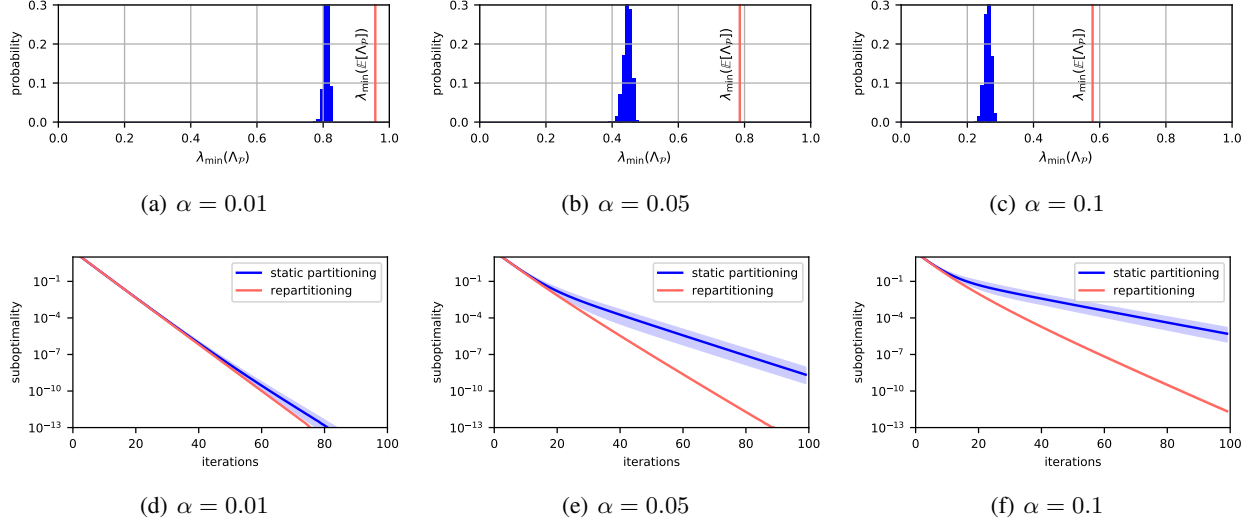 0.3
0.2
0.1
0.0
probability
λmin(𝔼[Λ𝒫])
0.0 0.2 0.4 0.6 0.8 1.0
λmin(Λ𝒫)
(a) α = 0.01
0.3
0.2
0.1
0.0
probability
λmin(𝔼[Λ𝒫])
0.0 0.2 0.4 0.6 0.8 1.0
λmin(Λ𝒫)
(b) α = 0.05
0.3
0.2
0.1
0.0
probability
λmin(𝔼[Λ𝒫])
0.0 0.2 0.4 0.6 0.8 1.0
λmin(Λ𝒫)
(c) α = 0.1
static partitioning
repartitioning
10⁻¹
10⁻⁴
10⁻⁷
10⁻¹⁰
10⁻¹³
suboptimality
0 20 40 60 80 100
iterations
(d) α = 0.01
static partitioning
repartitioning
10⁻¹
10⁻⁴
10⁻⁷
10⁻¹⁰
10⁻¹³
suboptimality
0 20 40 60 80 100
iterations
(e) α = 0.05
static partitioning
repartitioning
10⁻¹
10⁻⁴
10⁻⁷
10⁻¹⁰
10⁻¹³
suboptimality
0 20 40 60 80 100
iterations
(f) α = 0.1